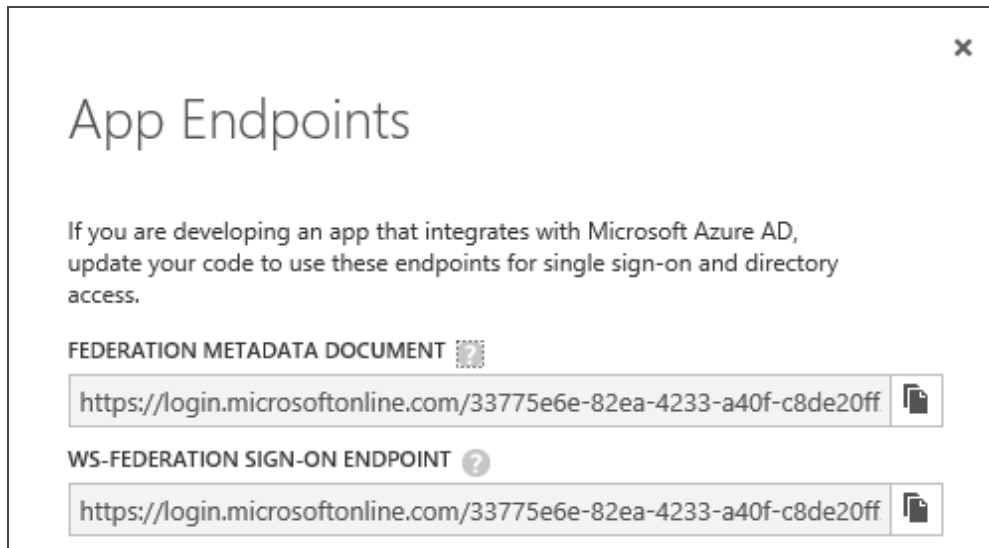 App Endpoints
If you are developing an app that integrates with Microsoft Azure AD,
update your code to use these endpoints for single sign-on and directory
access.
FEDERATION METADATA DOCUMENT ?
https://login.microsoftonline.com/33775e6e-82ea-4233-a40f-c8de20ff
WS-FEDERATION SIGN-ON ENDPOINT ?
https://login.microsoftonline.com/33775e6e-82ea-4233-a40f-c8de20ff